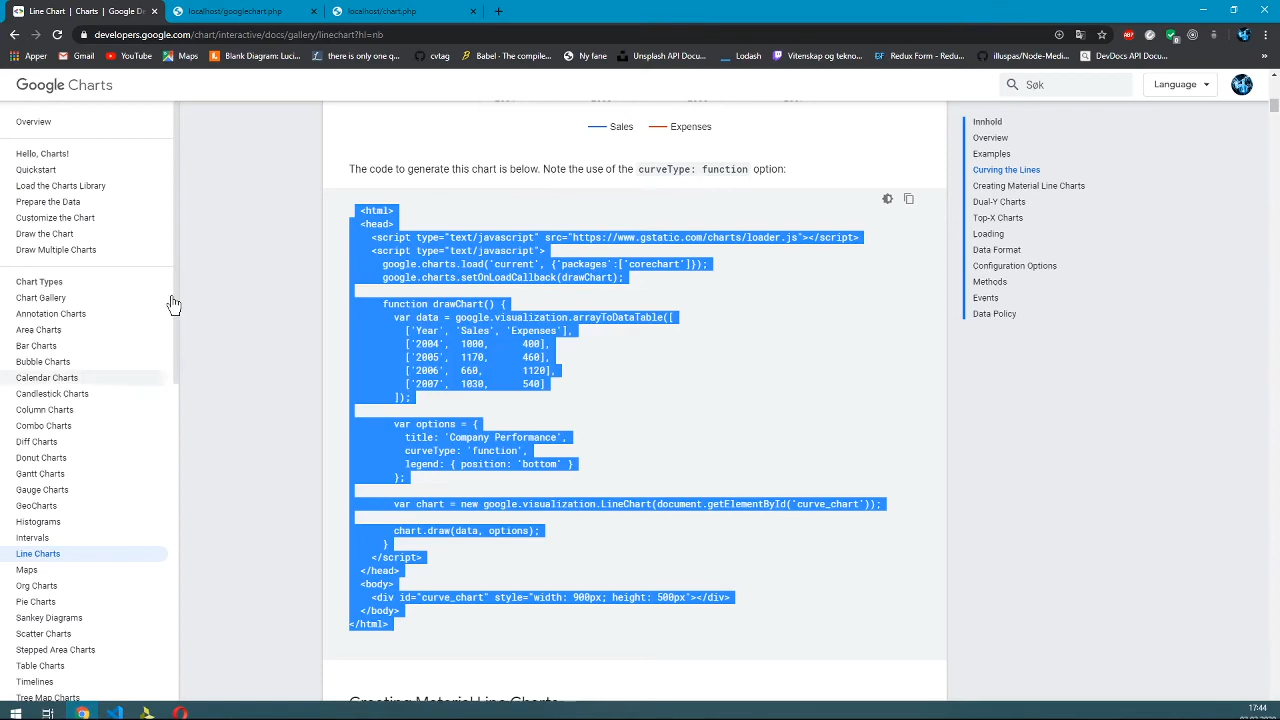 Line Chart | Charts | Google De
localhost/googlechart.php
localhost/chart.php
developers.google.com/chart/interactive/docs/gallery/linechart?hl=nb
Apper
Gmail
YouTube
Maps
Blank Diagram: Luci...
there is only one q...
cvtag
Babel - The compile...
Ny fane
Unsplash API Docu...
Lodash
Vitenskap og tekno...
Redux Form - Redu...
illuspas/Node-Medi...
DevDocs API Docu...
Google Charts
Søk
Language
Overview
Hello, Charts!
Quickstart
Load the Charts Library
Prepare the Data
Customize the Chart
Draw the Chart
Draw Multiple Charts
Chart Types
Chart Gallery
Annotation Charts
Area Charts
Bar Charts
Bubble Charts
Calendar Charts
Candlestick Charts
Column Charts
Combo Charts
Diff Charts
Donut Charts
Gantt Charts
Gauge Charts
GeoCharts
Histograms
Intervals
Line Charts
Maps
Org Charts
Pie Charts
Sankey Diagrams
Scatter Charts
Stepped Area Charts
Table Charts
Timelines
Tree Map Charts
Sales
Expenses
The code to generate this chart is below. Note the use of the curveType: function option:
<html>
<head>
<script type="text/javascript" src="https://www.gstatic.com/charts/loader.js"></script>
<script type="text/javascript">
google.charts.load('current', {'packages':['corechart']});
google.charts.setOnLoadCallback(drawChart);
function drawChart() {
var data = google.visualization.arrayToDataTable([
['Year', 'Sales', 'Expenses'],
['2004', 1000, 400],
['2005', 1170, 460],
['2006', 660, 1120],
['2007', 1030, 540]
]);
var options = {
title: 'Company Performance',
curveType: 'function',
legend: { position: 'bottom' }
};
var chart = new google.visualization.LineChart(document.getElementById('curve_chart'));
chart.draw(data, options);
}
</script>
</head>
<body>
<div id="curve_chart" style="width: 900px; height: 500px"></div>
</body>
</html>
Creating Material Line Charts
Innhold
Overview
Examples
Curving the Lines
Creating Material Line Charts
Dual-Y Charts
Top-X Charts
Loading
Data Format
Configuration Options
Methods
Events
Data Policy
17:44